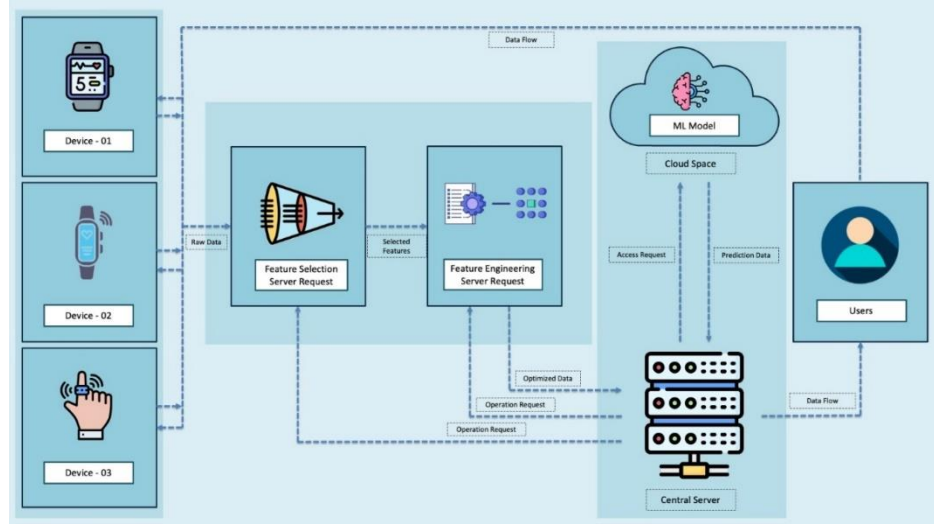 Data Flow
5
Device - 01
ML Model
Cloud Space
Raw Data
Selected
Features
Feature Selection
Server Request
Feature Engineering
Server Request
Access Request
Prediction Data
Device - 02
Users
Optimized Data
Operation Request
Data Flow
Operation Request
Device - 03
Central Server